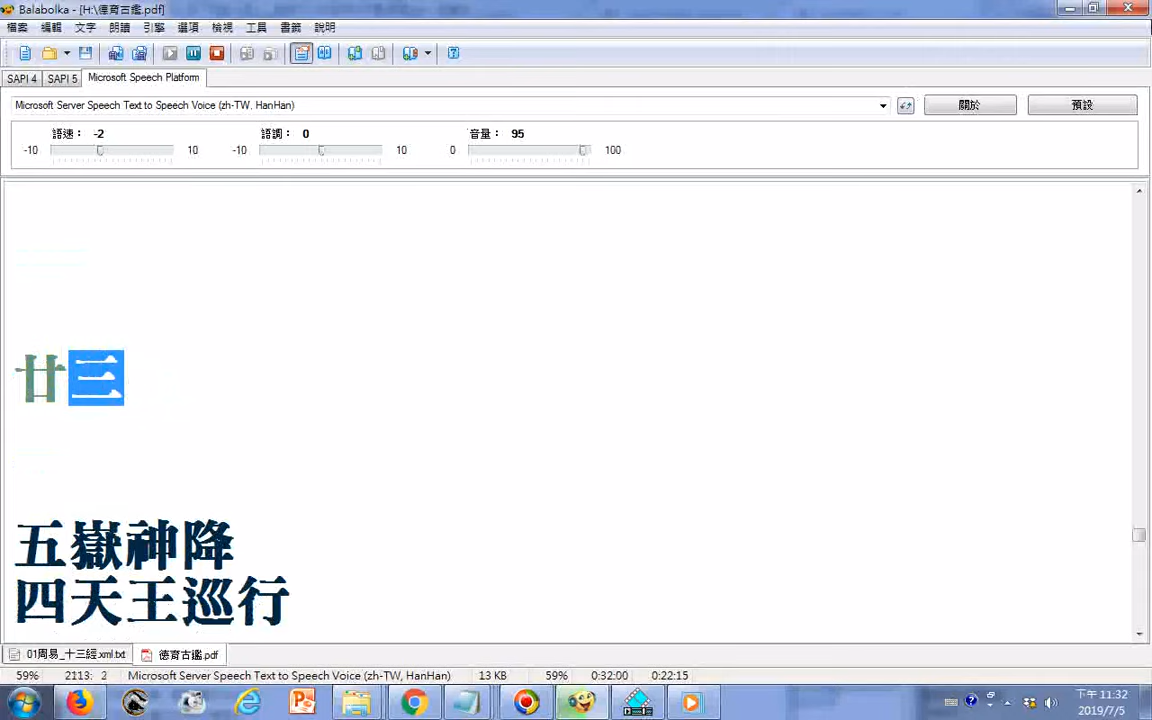 Balabolka - [H:\德育古鑑.pdf]
檔案 編輯 文字 朗讀 引擎 選項 檢視 工具 書籤 說明
SAPI 4 SAPI 5 Microsoft Speech Platform
Microsoft Server Speech Text to Speech Voice (zh-TW, HanHan) 關於 預設
語速： -2 語調： 0 音量： 95
-10 10 -10 10 0 100
廿三
五嶽神降
四天王巡行
01周易_十三經.xml.txt 德育古鑑.pdf
59% 2113: 2 Microsoft Server Speech Text to Speech Voice (zh-TW, HanHan) 13 KB 59% 0:32:00 0:22:15
下午 11:32
2019/7/5